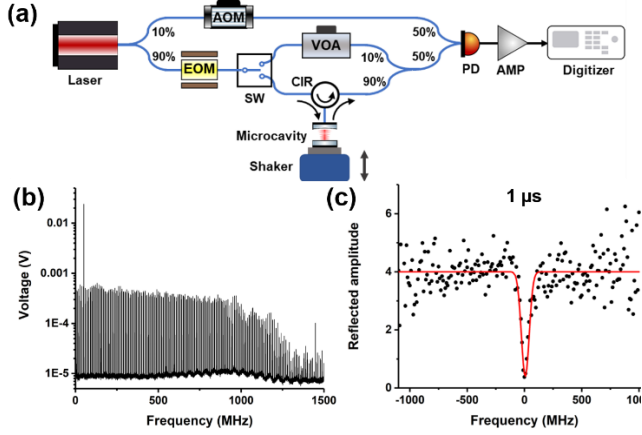 (a)
AOM
10%
50%
VOA
Laser
90%
EOM
10%
50%
PD
AMP
Digitizer
SW
CIR
90%
Microcavity
Shaker
(b)
Voltage (V)
0.01
0.001
1E-4
1E-5
0 500 1000 1500
Frequency (MHz)
(c)
1 µs
Reflected amplitude
6
4
2
0
-1000 -500 0 500 1000
Frequency (MHz)